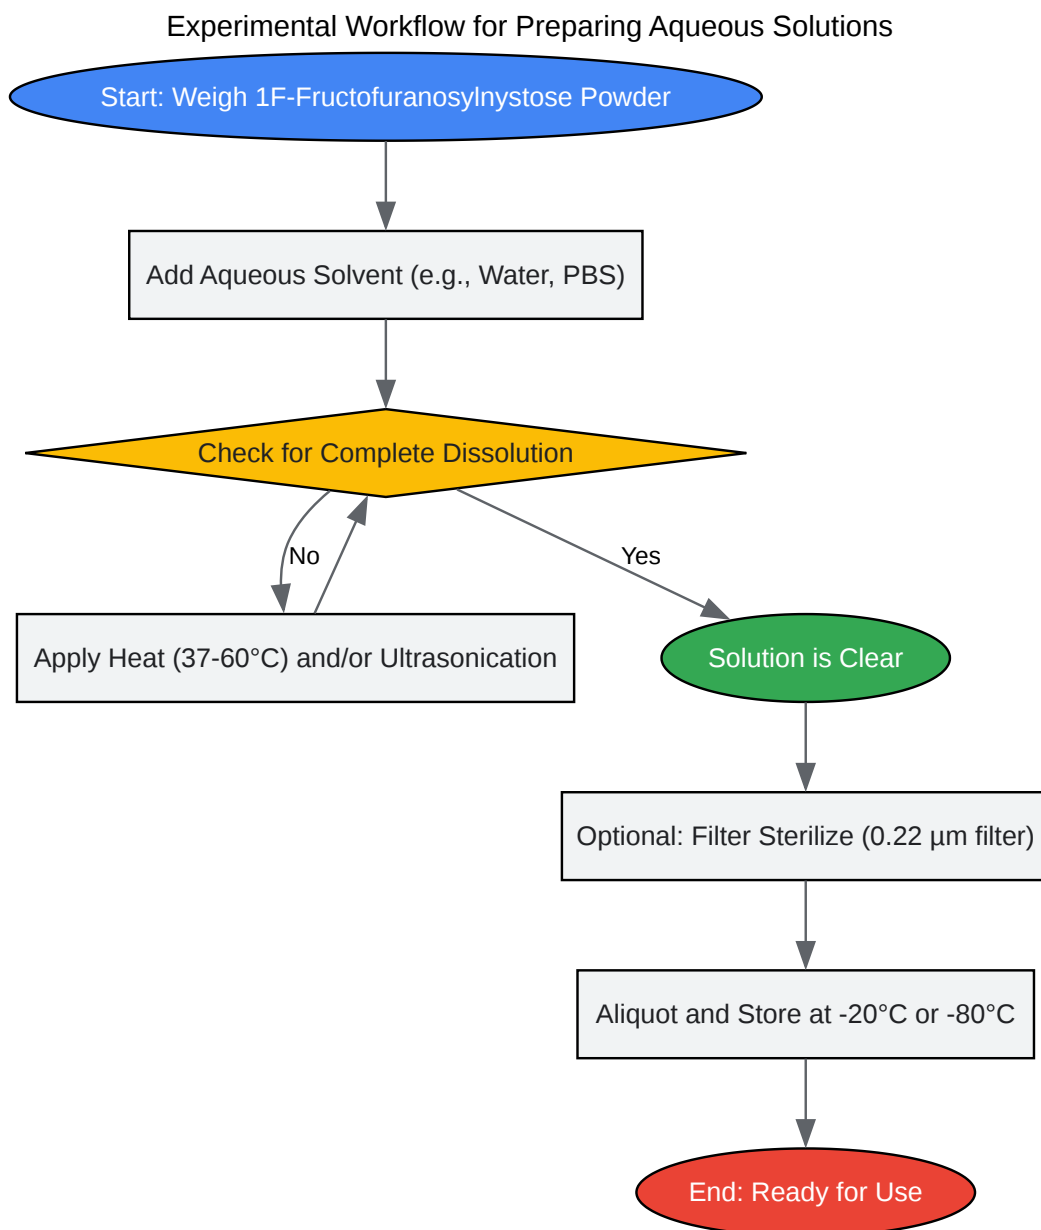 Experimental Workflow for Preparing Aqueous Solutions
Start: Weigh 1F-Fructofuranosylnystose Powder
Add Aqueous Solvent (e.g., Water, PBS)
Check for Complete Dissolution
No
Yes
Apply Heat (37-60°C) and/or Ultrasonication
Solution is Clear
Optional: Filter Sterilize (0.22 µm filter)
Aliquot and Store at -20°C or -80°C
End: Ready for Use